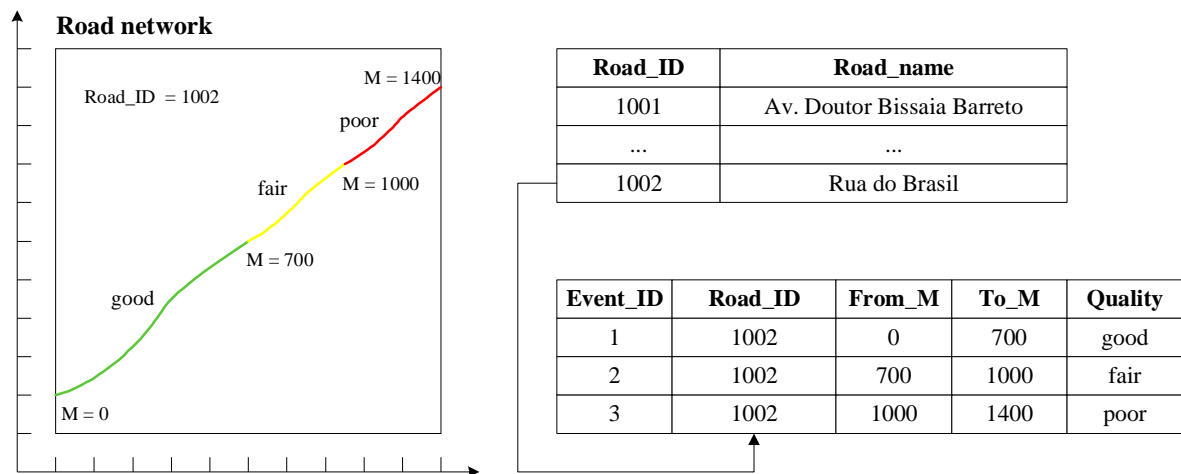 Road network
M = 1400
Road_ID = 1002
poor
M = 1000
fair
M = 700
good
M = 0
Road_ID Road_name
1001 Av. Doutor Bissaia Barreto
... ...
1002 Rua do Brasil
Event_ID Road_ID From_M To_M Quality
1 1002 0 700 good
2 1002 700 1000 fair
3 1002 1000 1400 poor